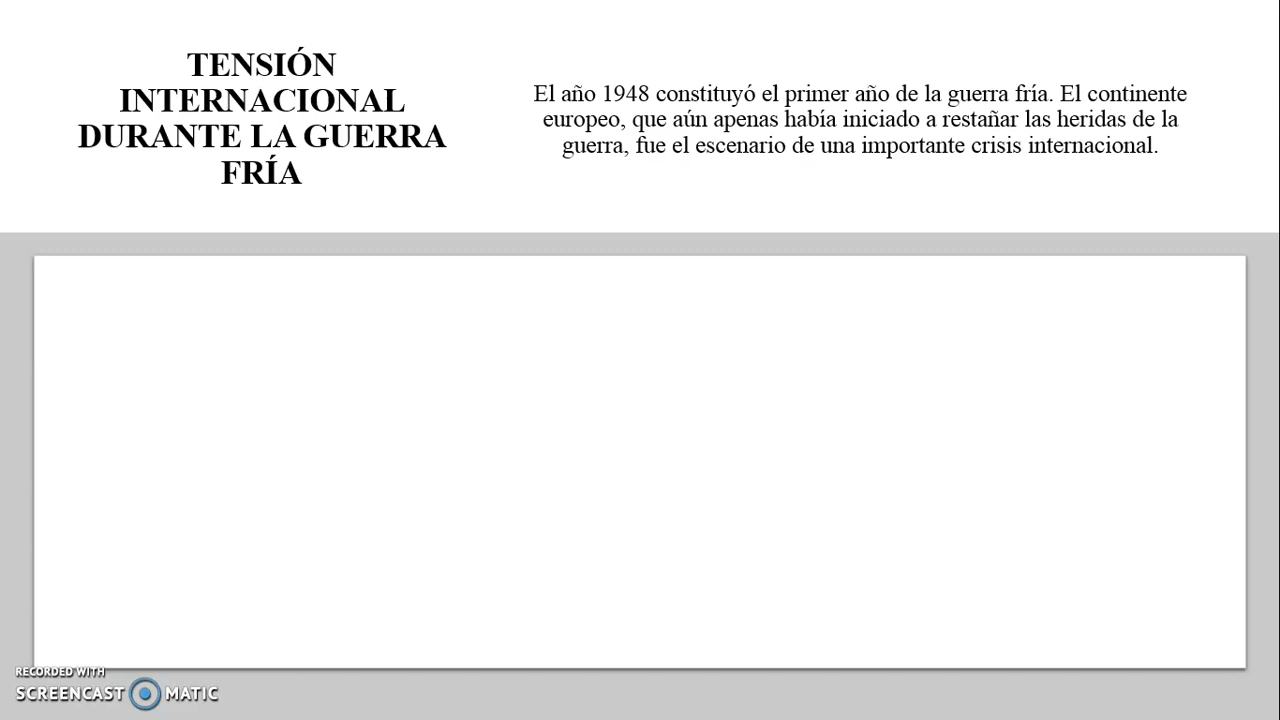 TENSIÓN
INTERNACIONAL
DURANTE LA GUERRA
FRÍA
El año 1948 constituyó el primer año de la guerra fría. El continente
europeo, que aún apenas había iniciado a restañar las heridas de la
guerra, fue el escenario de una importante crisis internacional.
RECORDED WITH
SCREENCAST MATIC